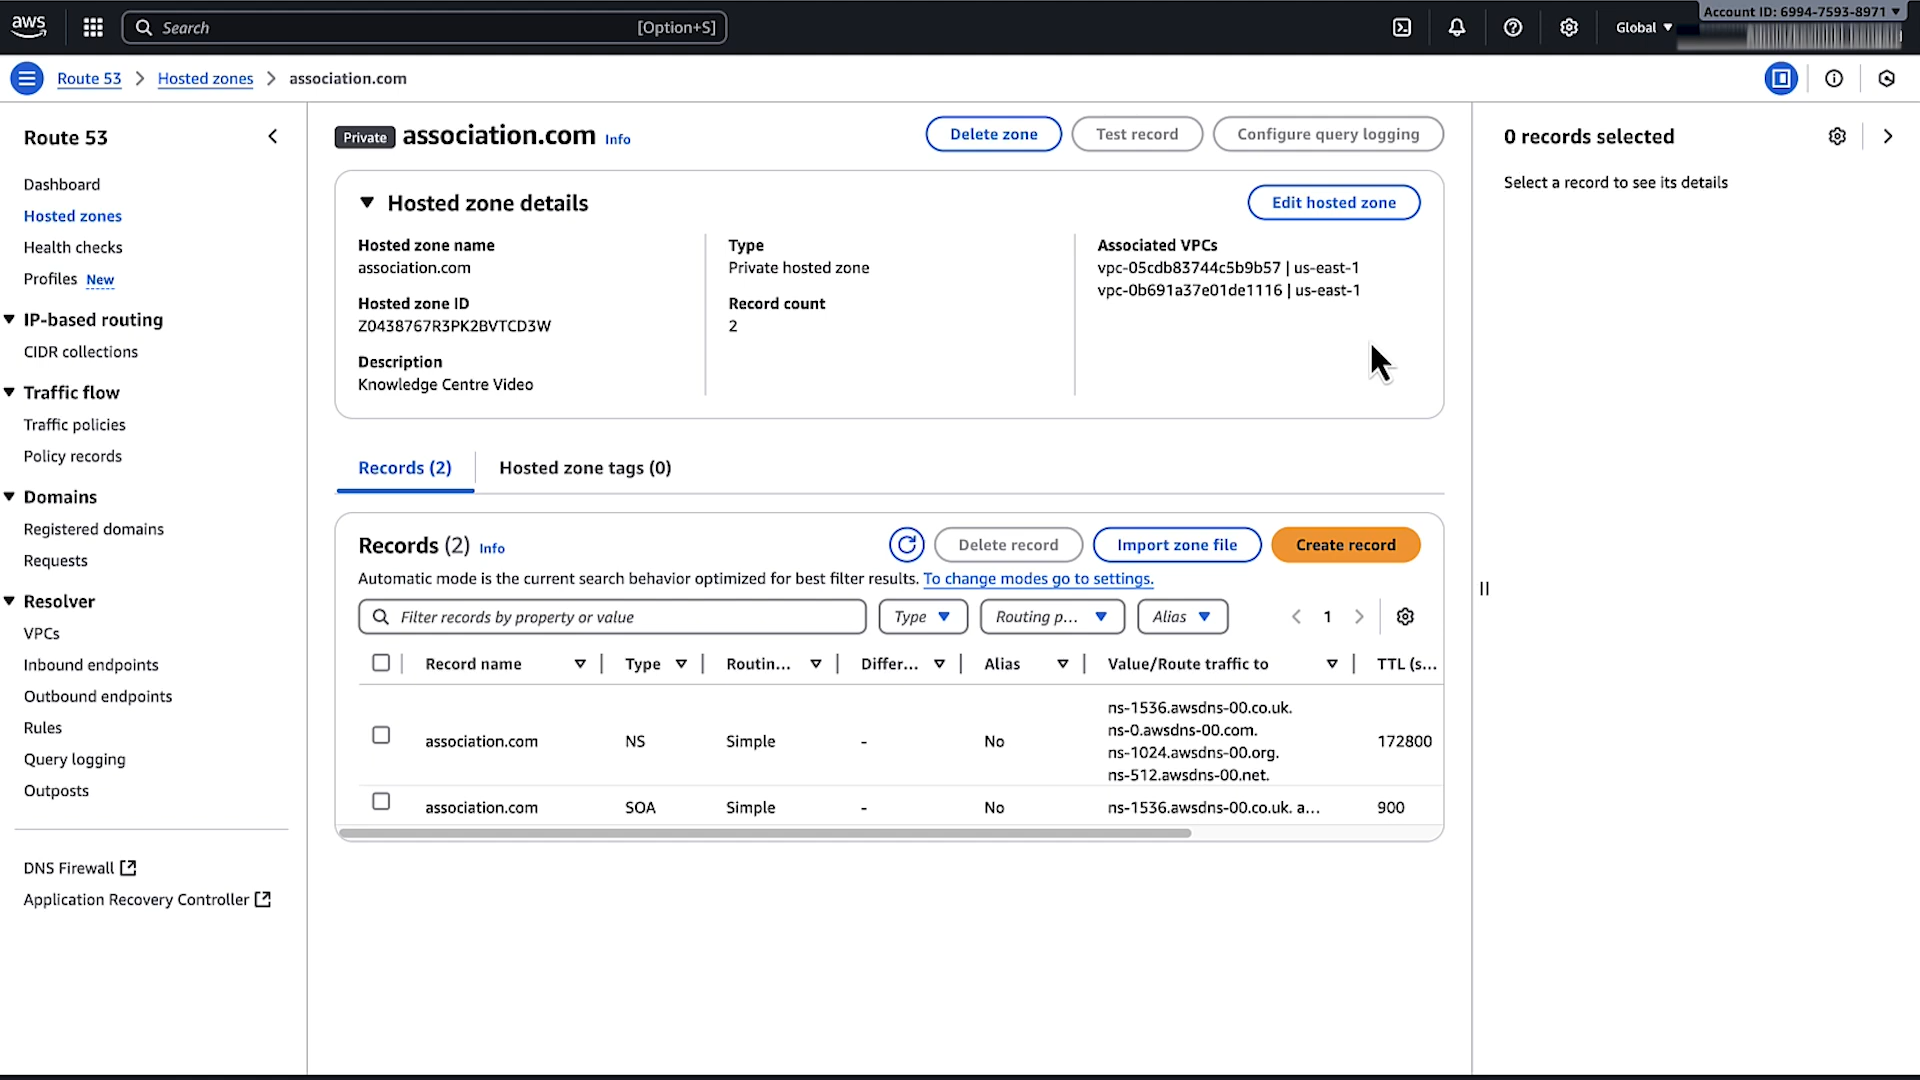 aws
Search
[Option+S]
Global
Account ID: 6994-7593-8971
Route 53
Hosted zones
association.com
Route 53
Dashboard
Hosted zones
Health checks
Profiles New
IP-based routing
CIDR collections
Traffic flow
Traffic policies
Policy records
Domains
Registered domains
Requests
Resolver
VPCs
Inbound endpoints
Outbound endpoints
Rules
Query logging
Outposts
DNS Firewall
Application Recovery Controller
Private association.com Info
Delete zone
Test record
Configure query logging
Hosted zone details
Edit hosted zone
Hosted zone name
association.com
Hosted zone ID
Z0438767R3PK2BVTCD3W
Description
Knowledge Centre Video
Type
Private hosted zone
Record count
2
Associated VPCs
vpc-05cdb83744c5b9b57 | us-east-1
vpc-0b691a37e01de1116 | us-east-1
Records (2)
Hosted zone tags (0)
Records (2) Info
Delete record
Import zone file
Create record
Automatic mode is the current search behavior optimized for best filter results. To change modes go to settings.
Filter records by property or value
Type
Routing p...
Alias
1
Record name
Type
Routin...
Differ...
Alias
Value/Route traffic to
TTL (s...
association.com
NS
Simple
-
No
ns-1536.awsdns-00.co.uk.
ns-0.awsdns-00.com.
ns-1024.awsdns-00.org.
ns-512.awsdns-00.net.
172800
association.com
SOA
Simple
-
No
ns-1536.awsdns-00.co.uk. a...
900
0 records selected
Select a record to see its details